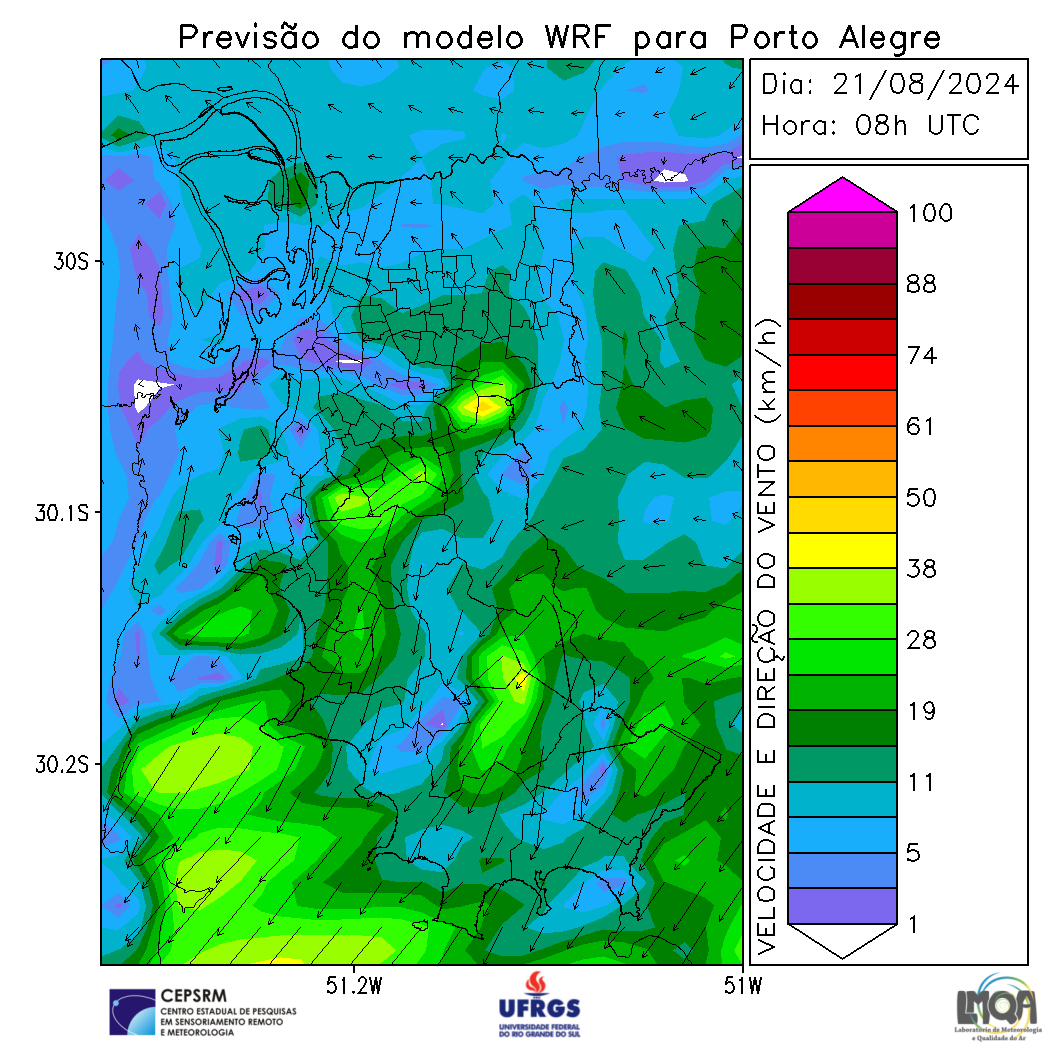 Previsão do modelo WRF para Porto Alegre
Dia: 21/08/2024
Hora: 08h UTC
30S
30.1S
30.2S
51.2W
51W
VELOCIDADE E DIREÇÃO DO VENTO (km/h)
100
88
74
61
50
38
28
19
11
5
1
CEPSRM
CENTRO ESTADUAL DE PESQUISAS
EM SENSORIAMENTO REMOTO
E METEOROLOGIA
UFRGS
UNIVERSIDADE FEDERAL
DO RIO GRANDE DO SUL
LMQA
Laboratório de Meteorologia
e Qualidade do Ar